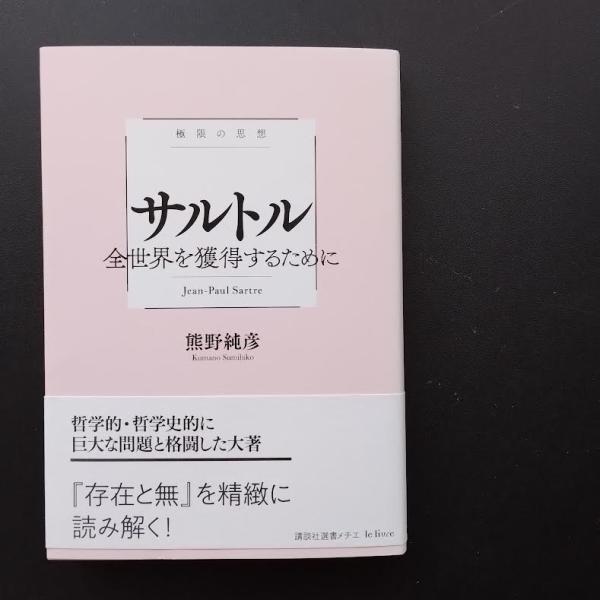 極限の思想
サルトル
全世界を獲得するために
Jean-Paul Sartre
熊野純彦
Kumano Sumihiko
哲学的・哲学史的に
巨大な問題と格闘した大著
『存在と無』を精緻に
読み解く!
講談社選書メチエ le livre